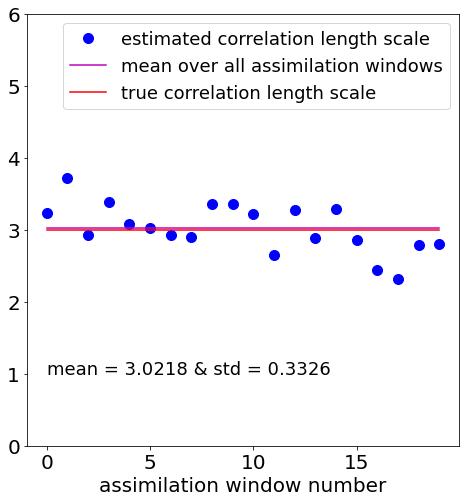 6
estimated correlation length scale
mean over all assimilation windows
true correlation length scale
5
4
3
2
mean = 3.0218 & std = 0.3326
1
0
0 5 10 15
assimilation window number